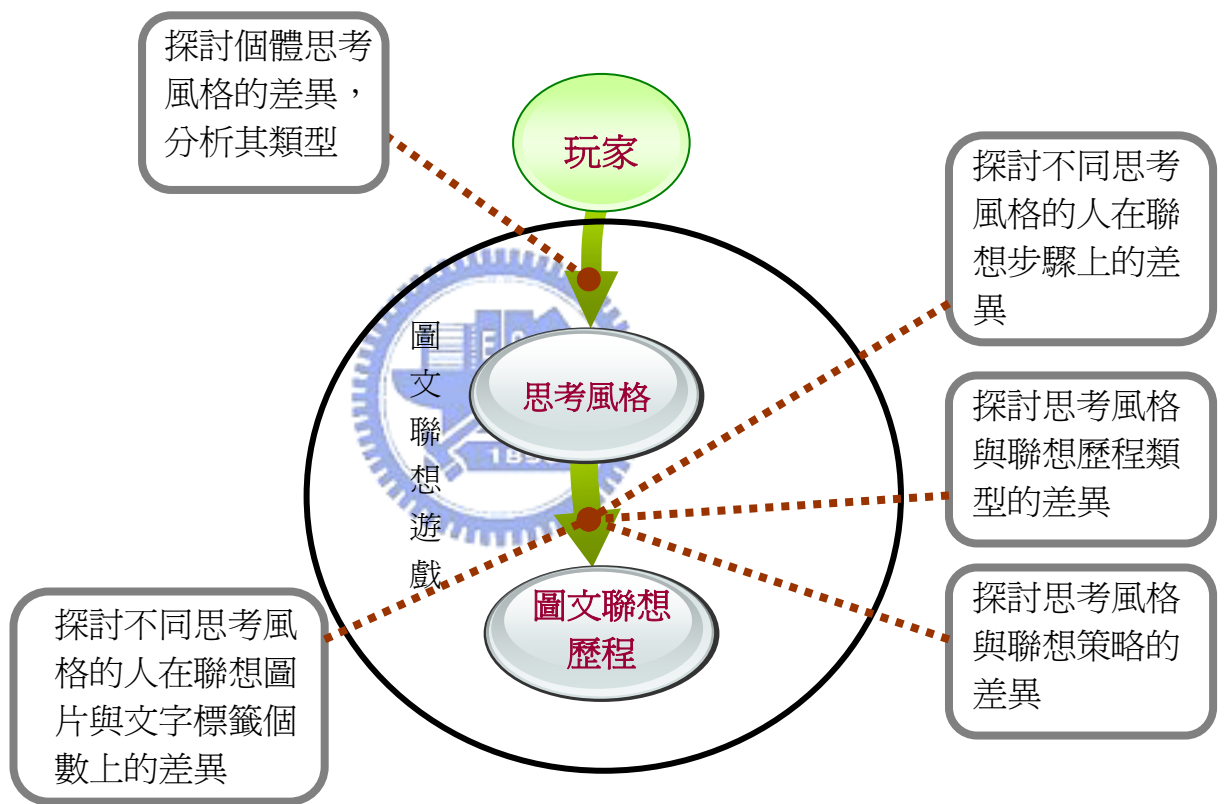 探討個體思考
風格的差異，
分析其類型
玩家
探討不同思考
風格的人在聯
想步驟上的差
異
圖文聯想遊戲
思考風格
探討思考風格
與聯想歷程類
型的差異
圖文聯想
歷程
探討思考風格
與聯想策略的
差異
探討不同思考風
格的人在聯想圖
片與文字標籤個
數上的差異